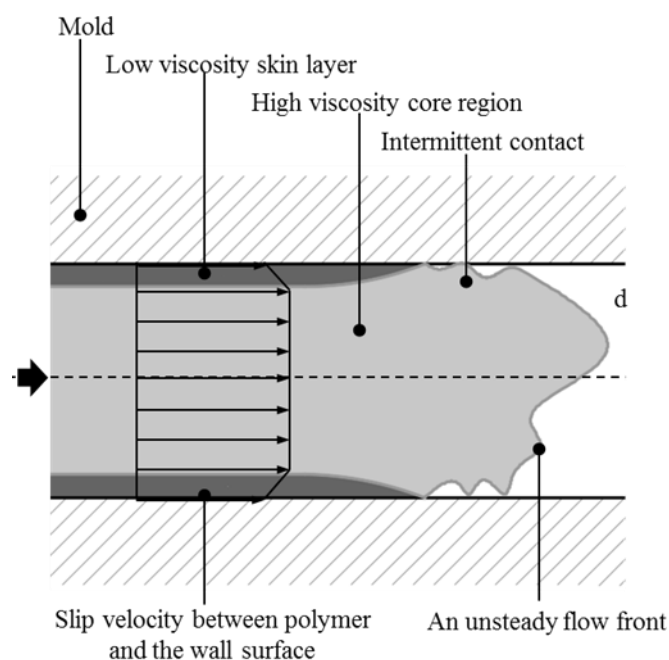 Mold
Low viscosity skin layer
High viscosity core region
Intermittent contact
d
Slip velocity between polymer
and the wall surface
An unsteady flow front